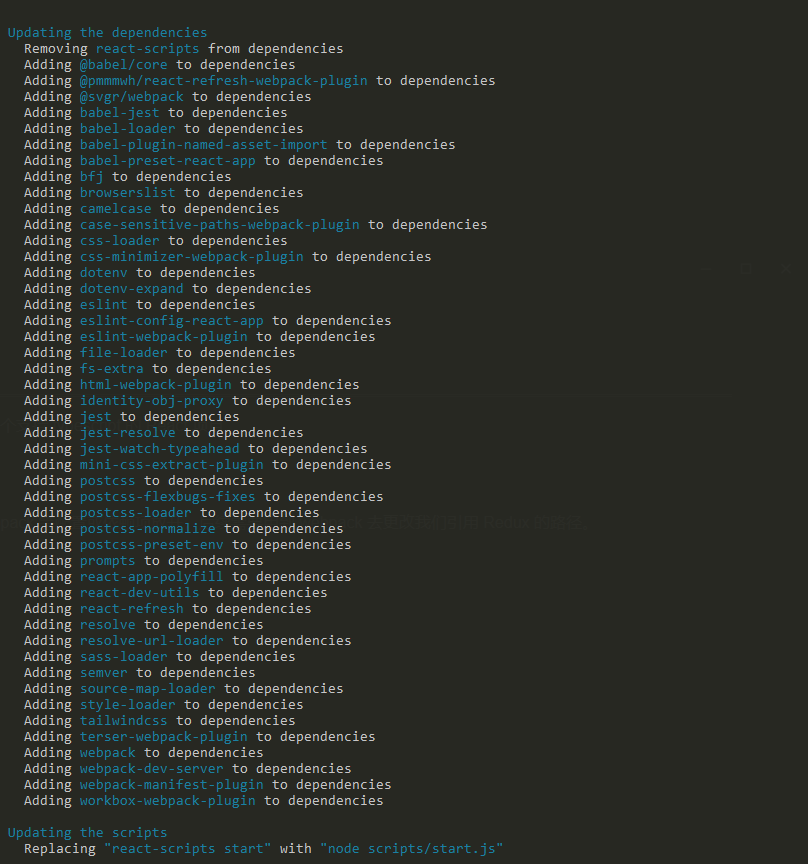 Updating the dependencies
Removing react-scripts from dependencies
Adding @babel/core to dependencies
Adding @pmmmwh/react-refresh-webpack-plugin to dependencies
Adding @svgr/webpack to dependencies
Adding babel-jest to dependencies
Adding babel-loader to dependencies
Adding babel-plugin-named-asset-import to dependencies
Adding babel-preset-react-app to dependencies
Adding bfj to dependencies
Adding browserslist to dependencies
Adding camelcase to dependencies
Adding case-sensitive-paths-webpack-plugin to dependencies
Adding css-loader to dependencies
Adding css-minimizer-webpack-plugin to dependencies
Adding dotenv to dependencies
Adding dotenv-expand to dependencies
Adding eslint to dependencies
Adding eslint-config-react-app to dependencies
Adding eslint-webpack-plugin to dependencies
Adding file-loader to dependencies
Adding fs-extra to dependencies
Adding html-webpack-plugin to dependencies
Adding identity-obj-proxy to dependencies
Adding jest to dependencies
Adding jest-resolve to dependencies
Adding jest-watch-typeahead to dependencies
Adding mini-css-extract-plugin to dependencies
Adding postcss to dependencies
Adding postcss-flexbugs-fixes to dependencies
Adding postcss-loader to dependencies
Adding postcss-normalize to dependencies
Adding postcss-preset-env to dependencies
Adding prompts to dependencies
Adding react-app-polyfill to dependencies
Adding react-dev-utils to dependencies
Adding react-refresh to dependencies
Adding resolve to dependencies
Adding resolve-url-loader to dependencies
Adding sass-loader to dependencies
Adding semver to dependencies
Adding source-map-loader to dependencies
Adding style-loader to dependencies
Adding tailwindcss to dependencies
Adding terser-webpack-plugin to dependencies
Adding webpack to dependencies
Adding webpack-dev-server to dependencies
Adding webpack-manifest-plugin to dependencies
Adding workbox-webpack-plugin to dependencies
Updating the scripts
Replacing "react-scripts start" with "node scripts/start.js"